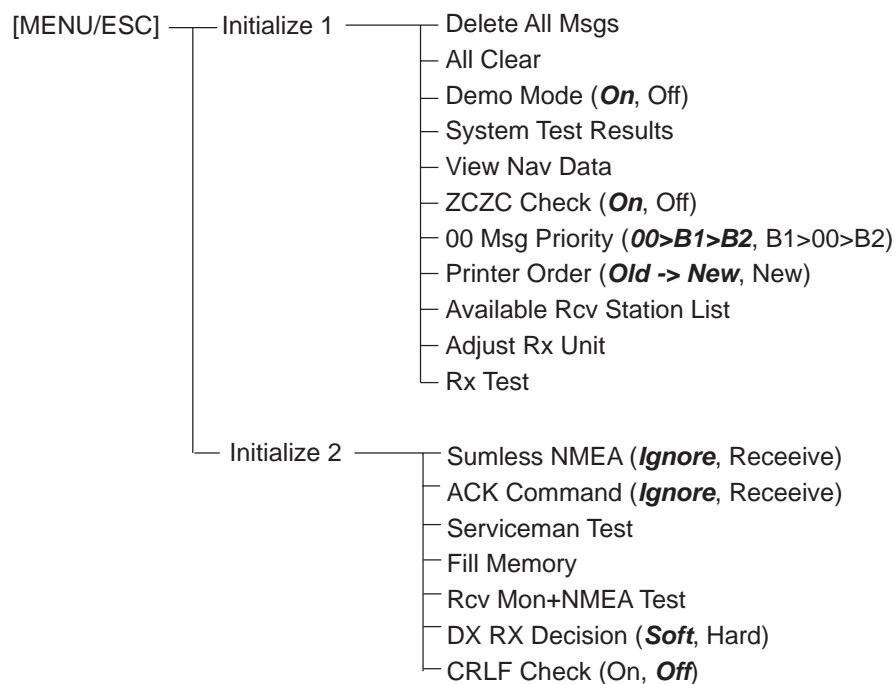 [MENU/ESC] Initialize 1 Delete All Msgs
All Clear
Demo Mode (On, Off)
System Test Results
View Nav Data
ZCZC Check (On, Off)
00 Msg Priority (00>B1>B2, B1>00>B2)
Printer Order (Old -> New, New)
Available Rcv Station List
Adjust Rx Unit
Rx Test
Initialize 2 Sumless NMEA (Ignore, Receeive)
ACK Command (Ignore, Receeive)
Serviceman Test
Fill Memory
Rcv Mon+NMEA Test
DX RX Decision (Soft, Hard)
CRLF Check (On, Off)